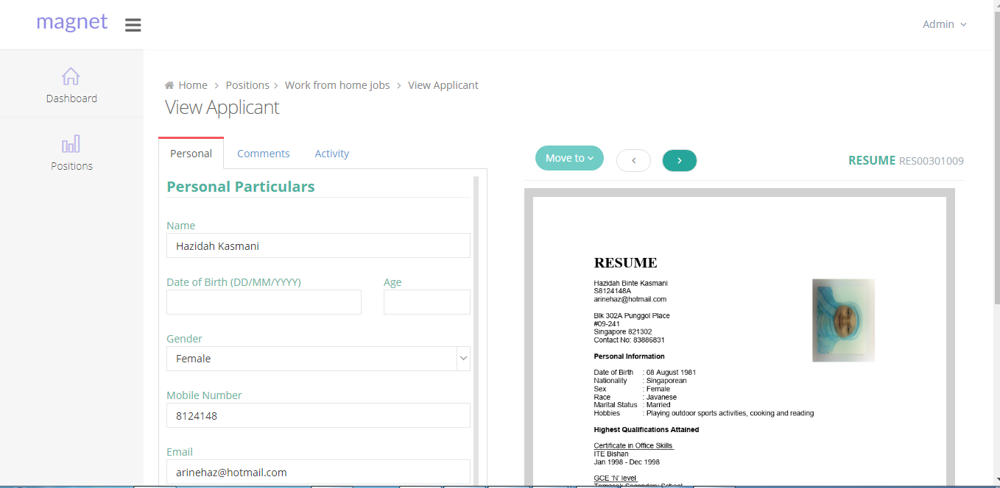 magnet
Admin
Dashboard
Positions
Home > Positions > Work from home jobs > View Applicant
View Applicant
Personal Comments Activity
Personal Particulars
Name
Hazidah Kasmani
Date of Birth (DD/MM/YYYY) Age
Gender
Female
Mobile Number
8124148
Email
arinehaz@hotmail.com
Move to
RESUME RES00301009
RESUME
Hazidah Binte Kasmani
S8124148A
arinehaz@hotmail.com
Blk 302A Punggol Place
#09-241
Singapore 821302
Contact No: 83886831
Personal Information
Date of Birth : 08 August 1981
Nationality : Singaporean
Sex : Female
Race : Javanese
Marital Status : Married
Hobbies : Playing outdoor sports activities, cooking and reading
Highest Qualifications Attained
Certificate in Office Skills
ITE Bishan
Jan 1998 - Dec 1998
GCE 'N' level